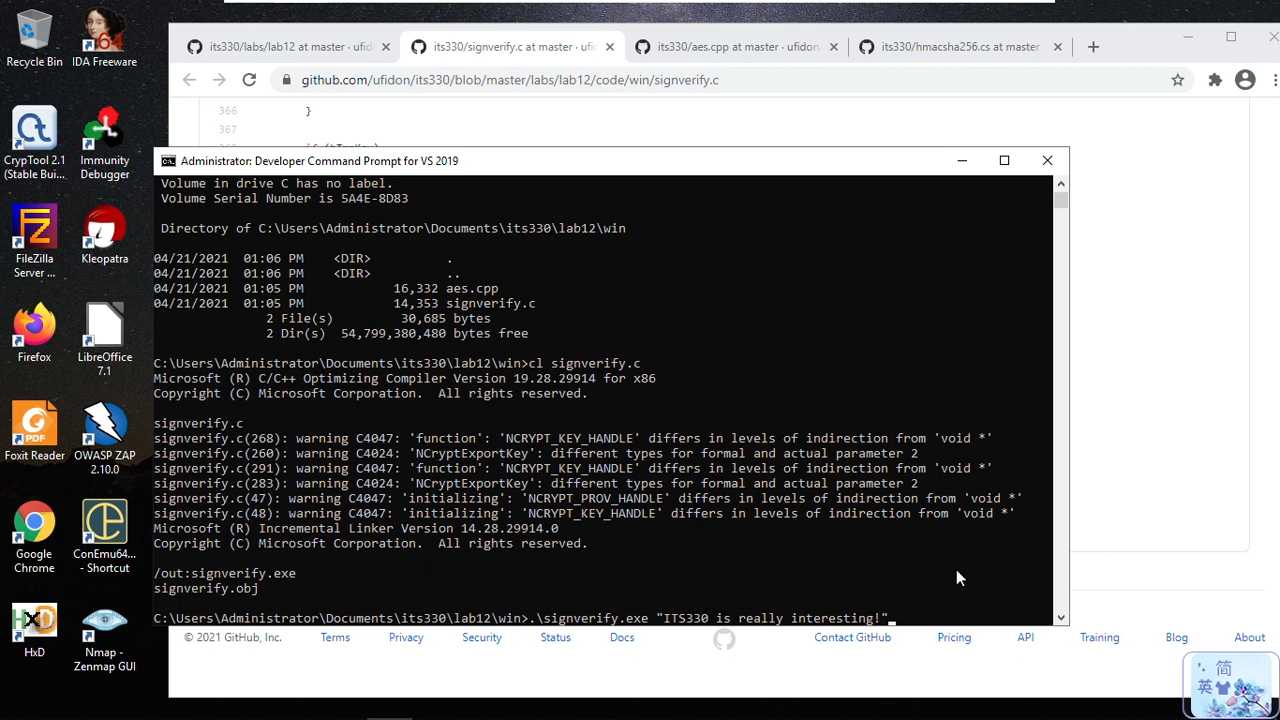 Recycle Bin
IDA Freeware
CrypTool 2.1
(Stable Bui...
Immunity
Debugger
FileZilla
Server ...
Kleopatra
Firefox
LibreOffice
7.1
PDF
Foxit Reader
OWASP ZAP
2.10.0
Google
Chrome
ConEmu64...
- Shortcut
HxD
HxD
Nmap -
Zenmap GUI
its330/labs/lab12 at master · ufid
its330/signverify.c at master · ufi
its330/aes.cpp at master · ufidon
its330/hmacsha256.cs at master
github.com/ufidon/its330/blob/master/labs/lab12/code/win/signverify.c
366 }
367
Administrator: Developer Command Prompt for VS 2019
Volume in drive C has no label.
Volume Serial Number is 5A4E-8D83
Directory of C:\Users\Administrator\Documents\its330\lab12\win
04/21/2021 01:06 PM <DIR> .
04/21/2021 01:06 PM <DIR> ..
04/21/2021 01:05 PM 16,332 aes.cpp
04/21/2021 01:05 PM 14,353 signverify.c
2 File(s) 30,685 bytes
2 Dir(s) 54,799,380,480 bytes free
C:\Users\Administrator\Documents\its330\lab12\win>cl signverify.c
Microsoft (R) C/C++ Optimizing Compiler Version 19.28.29914 for x86
Copyright (C) Microsoft Corporation. All rights reserved.
signverify.c
signverify.c(268): warning C4047: 'function': 'NCRYPT_KEY_HANDLE' differs in levels of indirection from 'void *'
signverify.c(260): warning C4024: 'NCryptExportKey': different types for formal and actual parameter 2
signverify.c(291): warning C4047: 'function': 'NCRYPT_KEY_HANDLE' differs in levels of indirection from 'void *'
signverify.c(283): warning C4024: 'NCryptExportKey': different types for formal and actual parameter 2
signverify.c(47): warning C4047: 'initializing': 'NCRYPT_PROV_HANDLE' differs in levels of indirection from 'void *'
signverify.c(48): warning C4047: 'initializing': 'NCRYPT_KEY_HANDLE' differs in levels of indirection from 'void *'
Microsoft (R) Incremental Linker Version 14.28.29914.0
Copyright (C) Microsoft Corporation. All rights reserved.
/out:signverify.exe
signverify.obj
C:\Users\Administrator\Documents\its330\lab12\win>.\signverify.exe "ITS330 is really interesting!"
© 2021 GitHub, Inc. Terms Privacy Security Status Docs Contact GitHub Pricing API Training Blog About
简
英